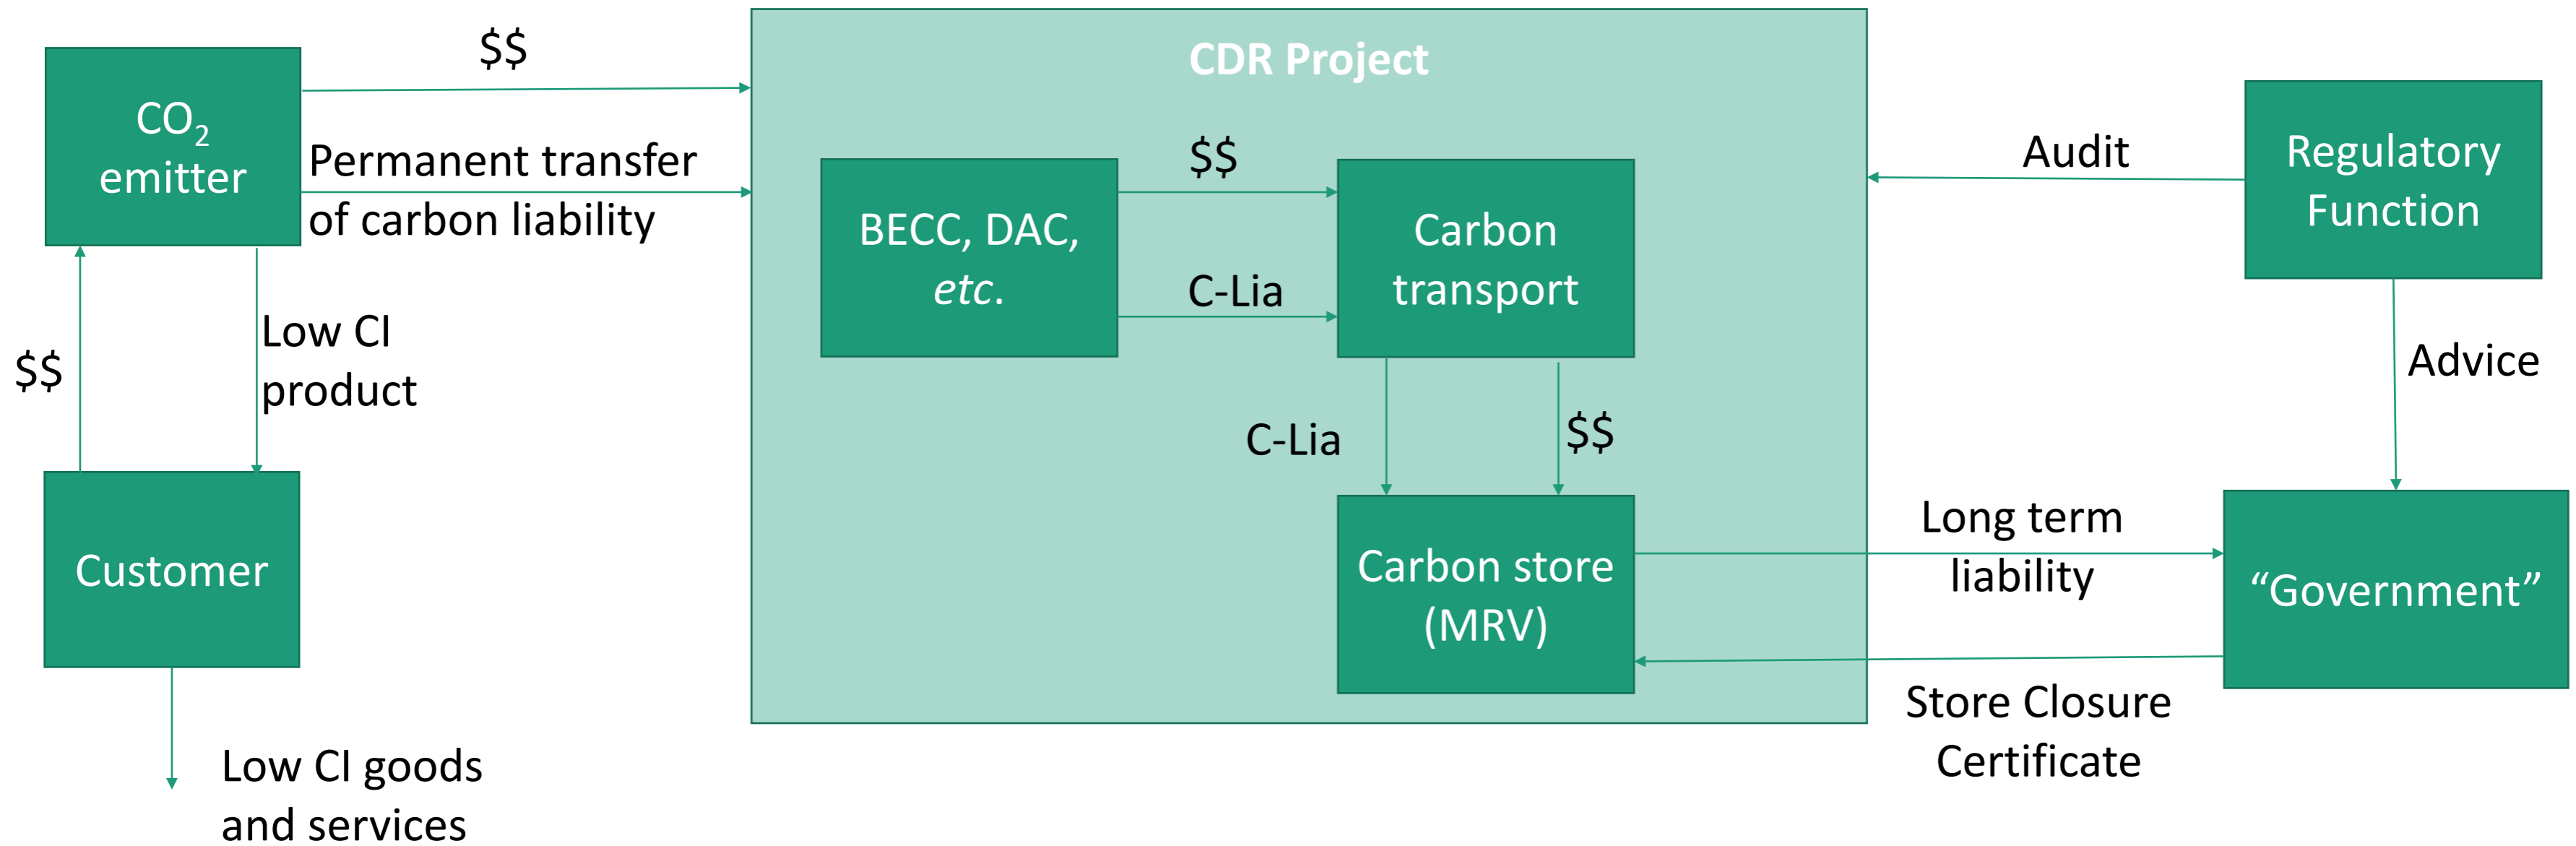 $$
CDR Project
CO₂
emitter
Permanent transfer
of carbon liability
$$
BECC, DAC,
etc.
C-Lia
Carbon
transport
Audit
Regulatory
Function
$$
Low CI
product
C-Lia
$$
Advice
Customer
Carbon store
(MRV)
Long term
liability
“Government”
Store Closure
Certificate
Low CI goods
and services